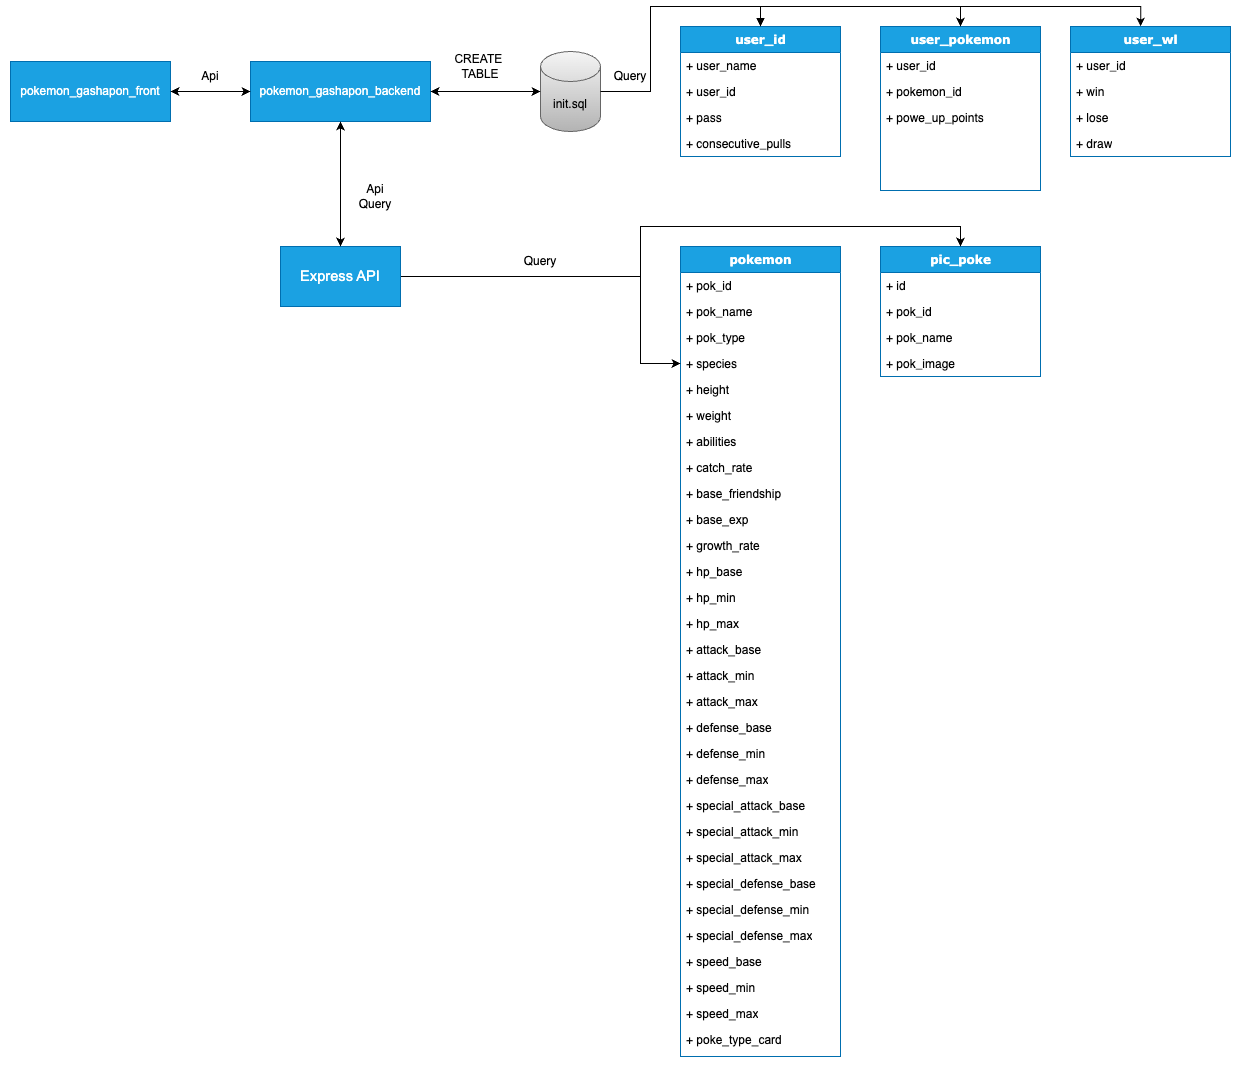 pokemon_gashapon_front
Api
pokemon_gashapon_backend
CREATE
TABLE
init.sql
Query
user_id
+ user_name
+ user_id
+ pass
+ consecutive_pulls
user_pokemon
+ user_id
+ pokemon_id
+ powe_up_points
user_wl
+ user_id
+ win
+ lose
+ draw
Api
Query
Express API
Query
pokemon
+ pok_id
+ pok_name
+ pok_type
+ species
+ height
+ weight
+ abilities
+ catch_rate
+ base_friendship
+ base_exp
+ growth_rate
+ hp_base
+ hp_min
+ hp_max
+ attack_base
+ attack_min
+ attack_max
+ defense_base
+ defense_min
+ defense_max
+ special_attack_base
+ special_attack_min
+ special_attack_max
+ special_defense_base
+ special_defense_min
+ special_defense_max
+ speed_base
+ speed_min
+ speed_max
+ poke_type_card
pic_poke
+ id
+ pok_id
+ pok_name
+ pok_image